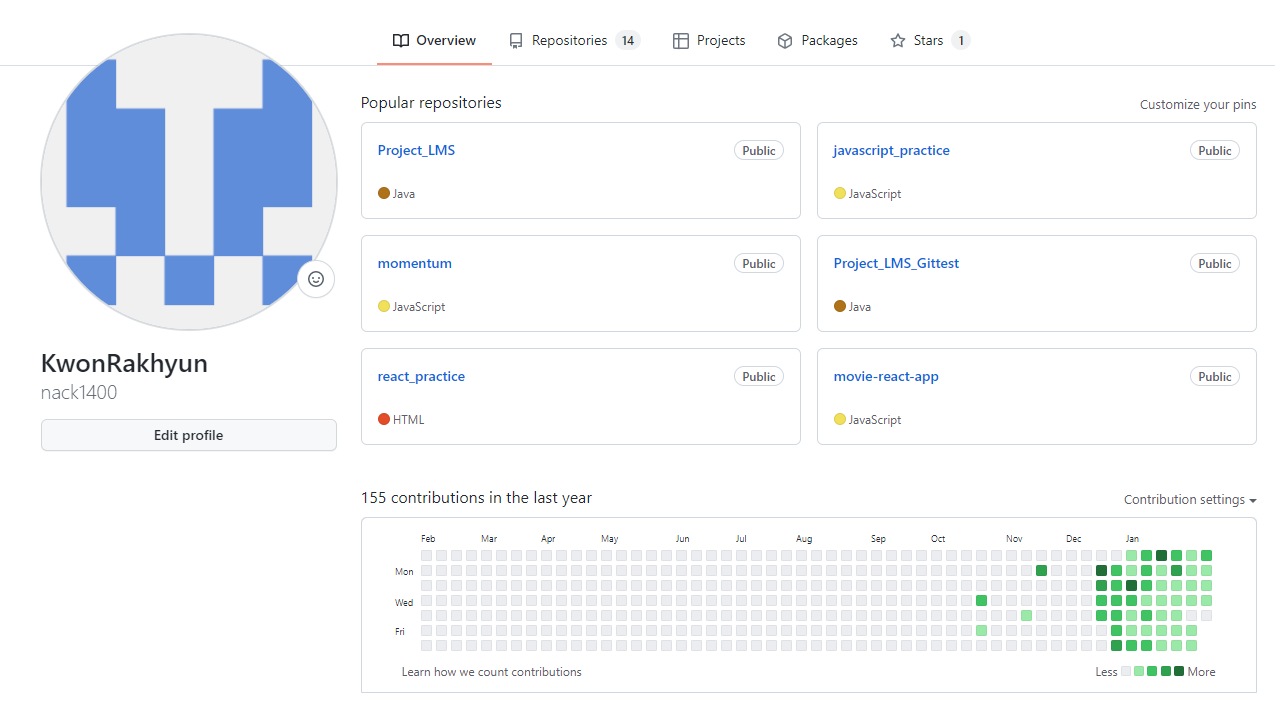 Overview Repositories 14 Projects Packages Stars 1
Popular repositories Customize your pins
Project_LMS Public
Java
javascript_practice Public
JavaScript
momentum Public
JavaScript
Project_LMS_Gittest Public
Java
react_practice Public
HTML
movie-react-app Public
JavaScript
KwonRakhyun
nack1400
Edit profile
155 contributions in the last year Contribution settings
Feb Mar Apr May Jun Jul Aug Sep Oct Nov Dec Jan
Mon
Wed
Fri
Learn how we count contributions Less More